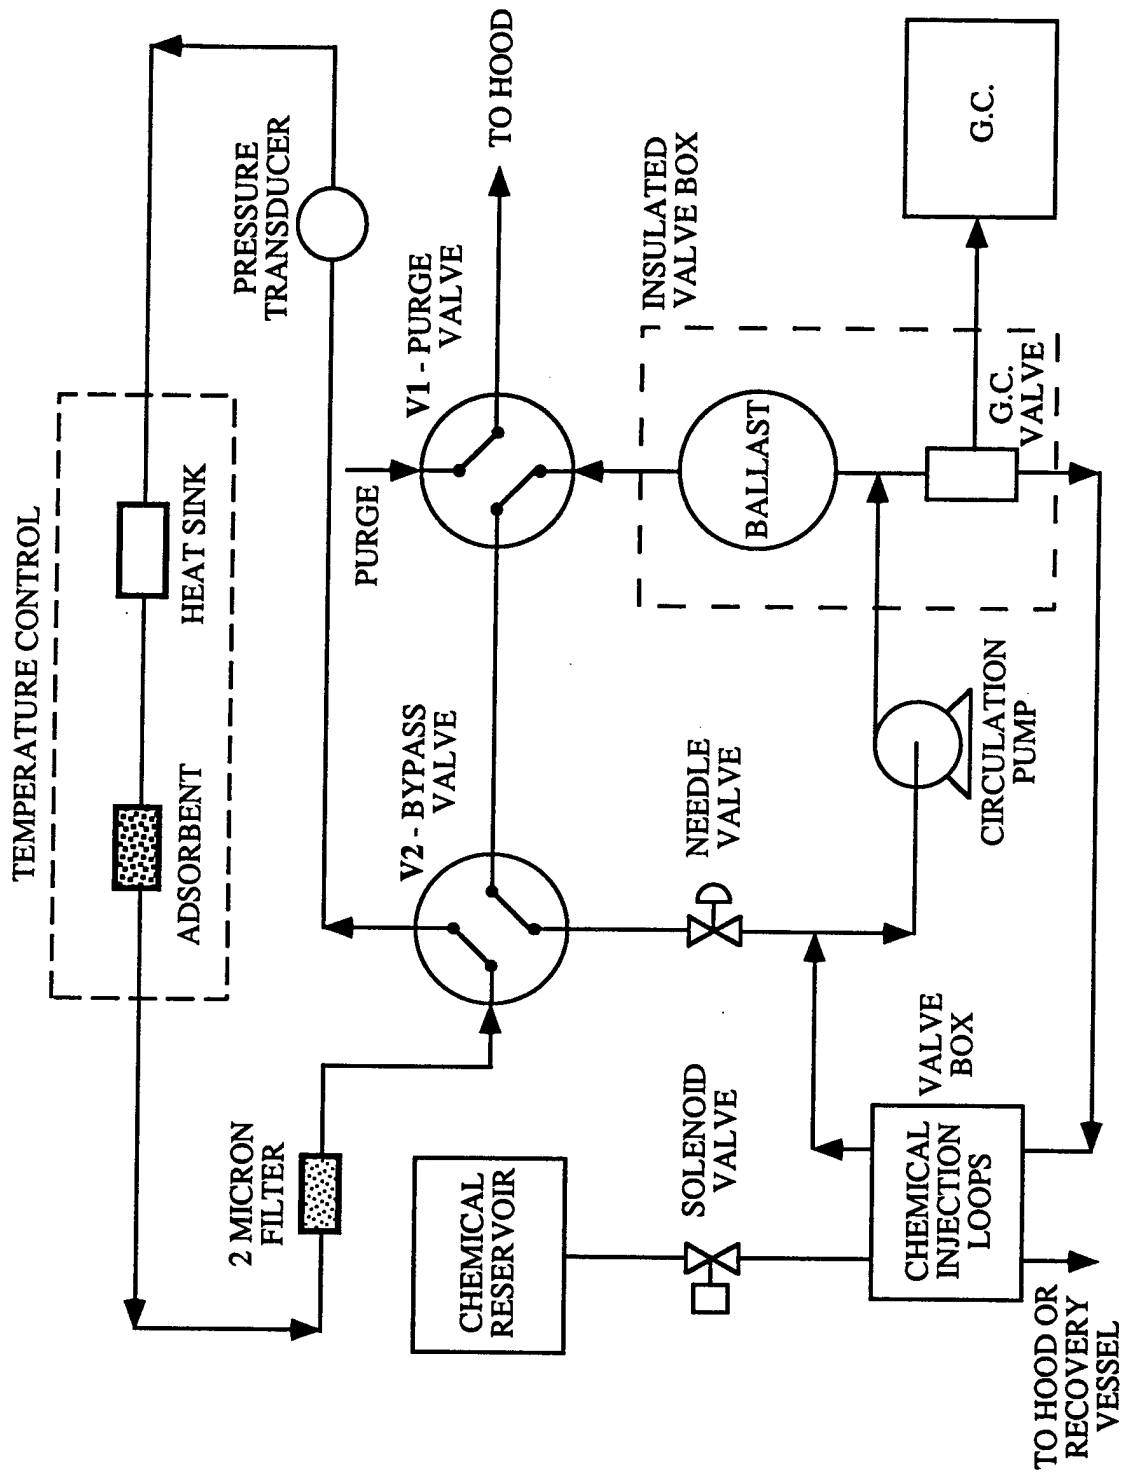 TEMPERATURE CONTROL
ADSORBENT
HEAT SINK
2 MICRON
FILTER
PRESSURE
TRANSDUCER
PURGE
V2 - BYPASS
VALVE
V1 - PURGE
VALVE
TO HOOD
CHEMICAL
RESERVOIR
SOLENOID
VALVE
NEEDLE
VALVE
INSULATED
VALVE BOX
BALLAST
G.C.
VALVE
G.C.
CIRCULATION
PUMP
VALVE
BOX
CHEMICAL
INJECTION
LOOPS
TO HOOD OR
RECOVERY
VESSEL